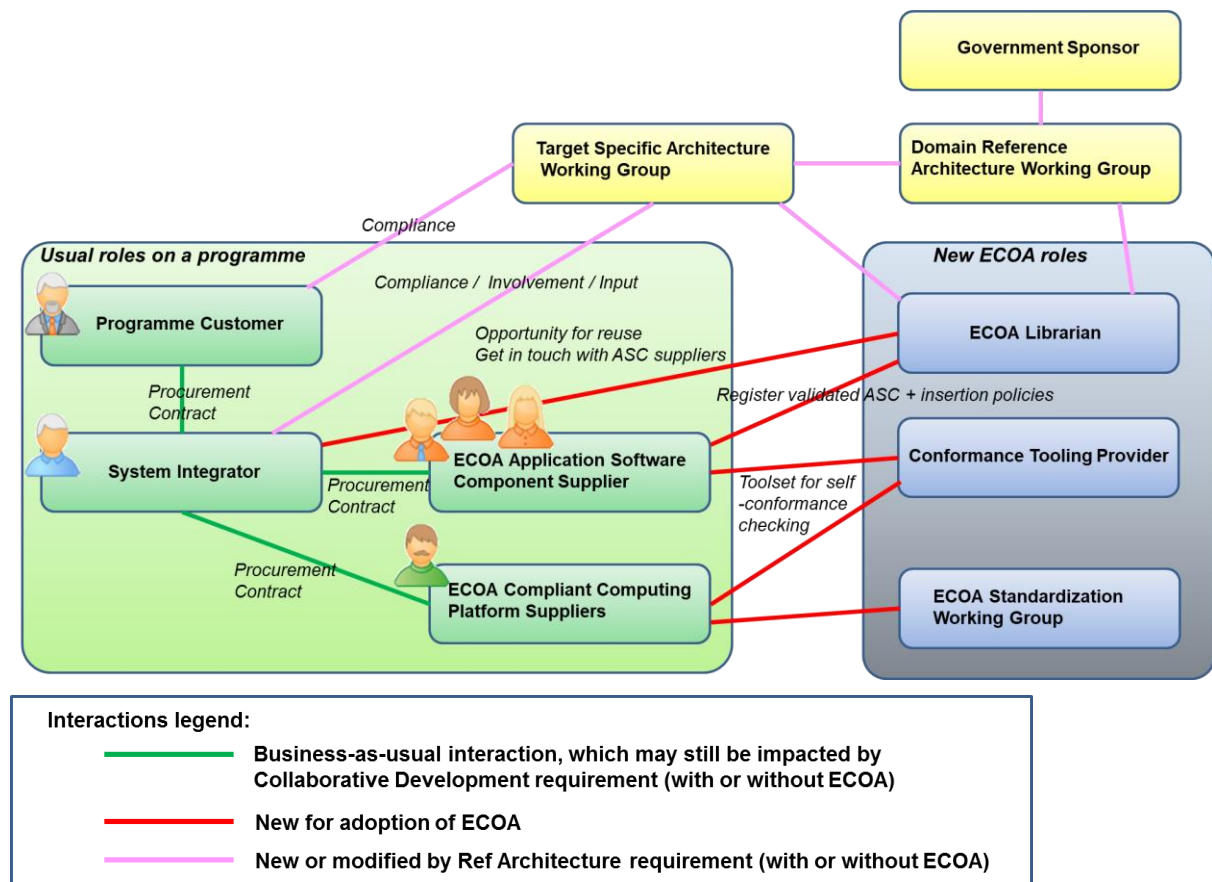 Government Sponsor
Target Specific Architecture
Working Group
Domain Reference
Architecture Working Group
Compliance
Usual roles on a programme
New ECOA roles
Compliance / Involvement / Input
Programme Customer
ECOA Librarian
Opportunity for reuse
Get in touch with ASC suppliers
Procurement
Contract
Register validated ASC + insertion policies
System Integrator
ECOA Application Software
Component Supplier
Conformance Tooling Provider
Procurement
Contract
Toolset for self
-conformance
checking
Procurement
Contract
ECOA Compliant Computing
Platform Suppliers
ECOA Standardization
Working Group
Interactions legend:
Business-as-usual interaction, which may still be impacted by
Collaborative Development requirement (with or without ECOA)
New for adoption of ECOA
New or modified by Ref Architecture requirement (with or without ECOA)